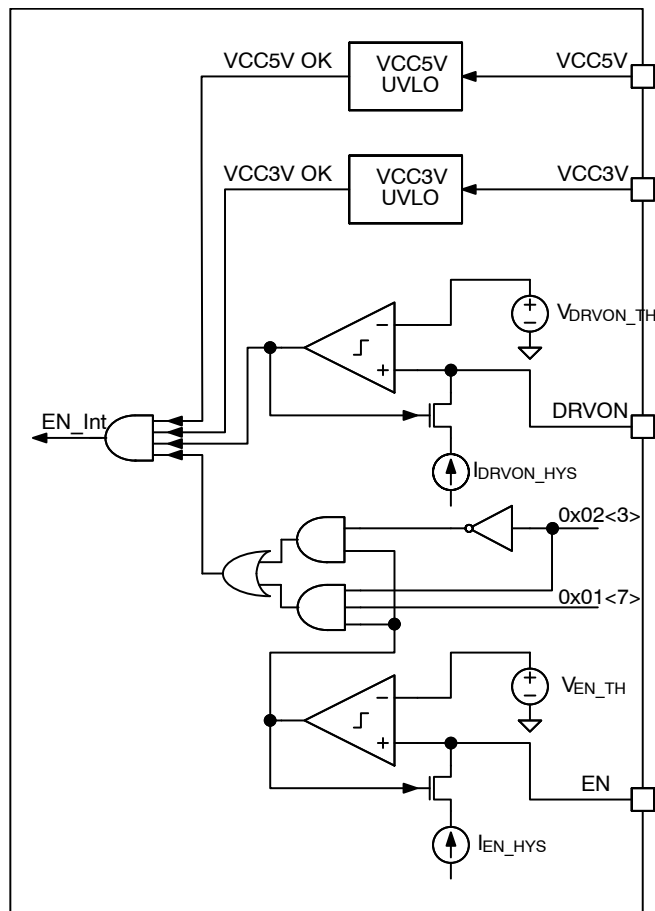 VCC5V OK
VCC5V
UVLO
VCC5V
VCC3V OK
VCC3V
UVLO
VCC3V
VDRVON_TH
DRVON
EN_Int
IDRVON_HYS
0x02<3>
0x01<7>
VEN_TH
EN
IEN_HYS